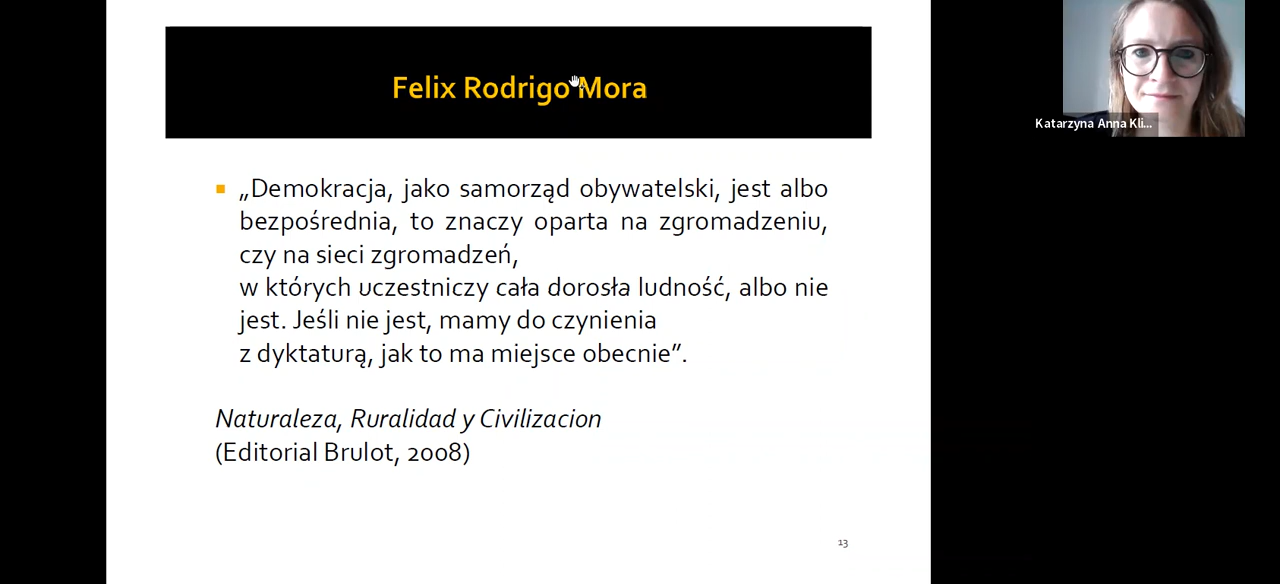 Felix Rodrigo Mora
„Demokracja, jako samorząd obywatelski, jest albo
bezpośrednia, to znaczy oparta na zgromadzeniu,
czy na sieci zgromadzeń,
w których uczestniczy cała dorosła ludność, albo nie
jest. Jeśli nie jest, mamy do czynienia
z dyktaturą, jak to ma miejsce obecnie”.
Naturaleza, Ruralidad y Civilizacion
(Editorial Brulot, 2008)
13
Katarzyna Anna Kli...